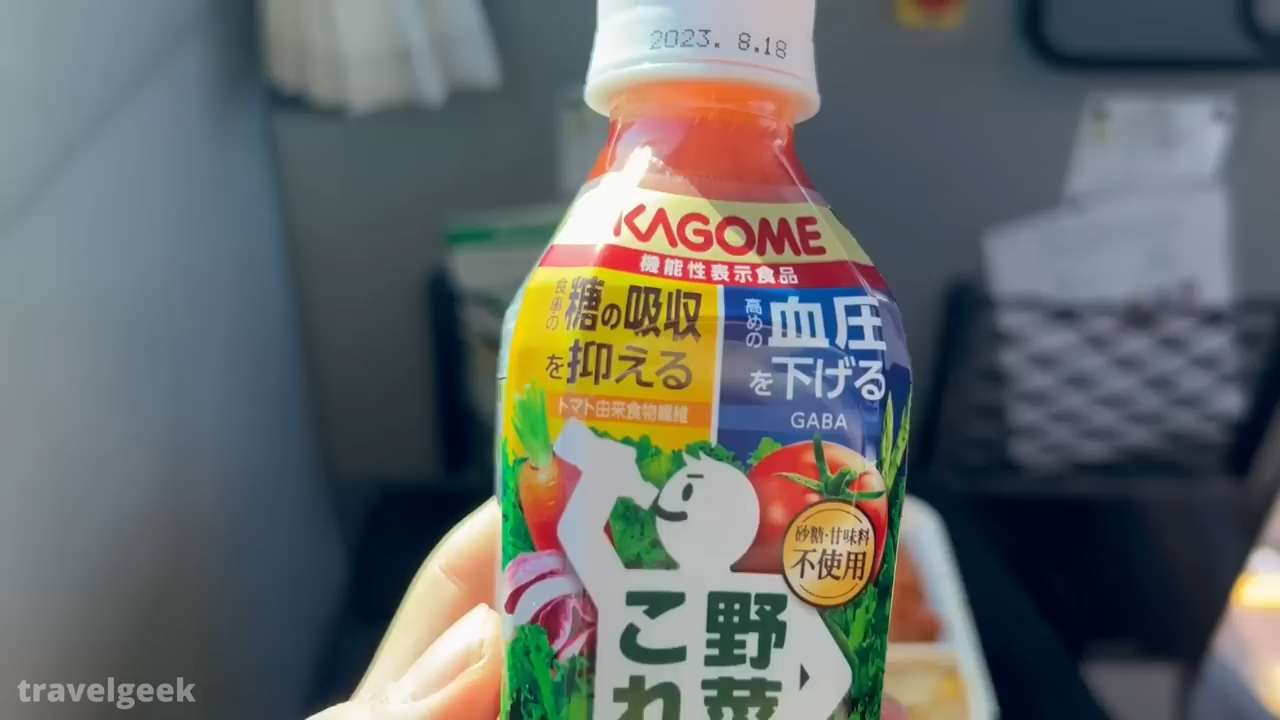 2023. 8.18
KAGOME
機能性表示食品
食事の
糖の吸収
を抑える
トマト由来食物繊維
高めの
血圧
を下げる
GABA
砂糖·甘味料
不使用
野菜
これ
travelgeek